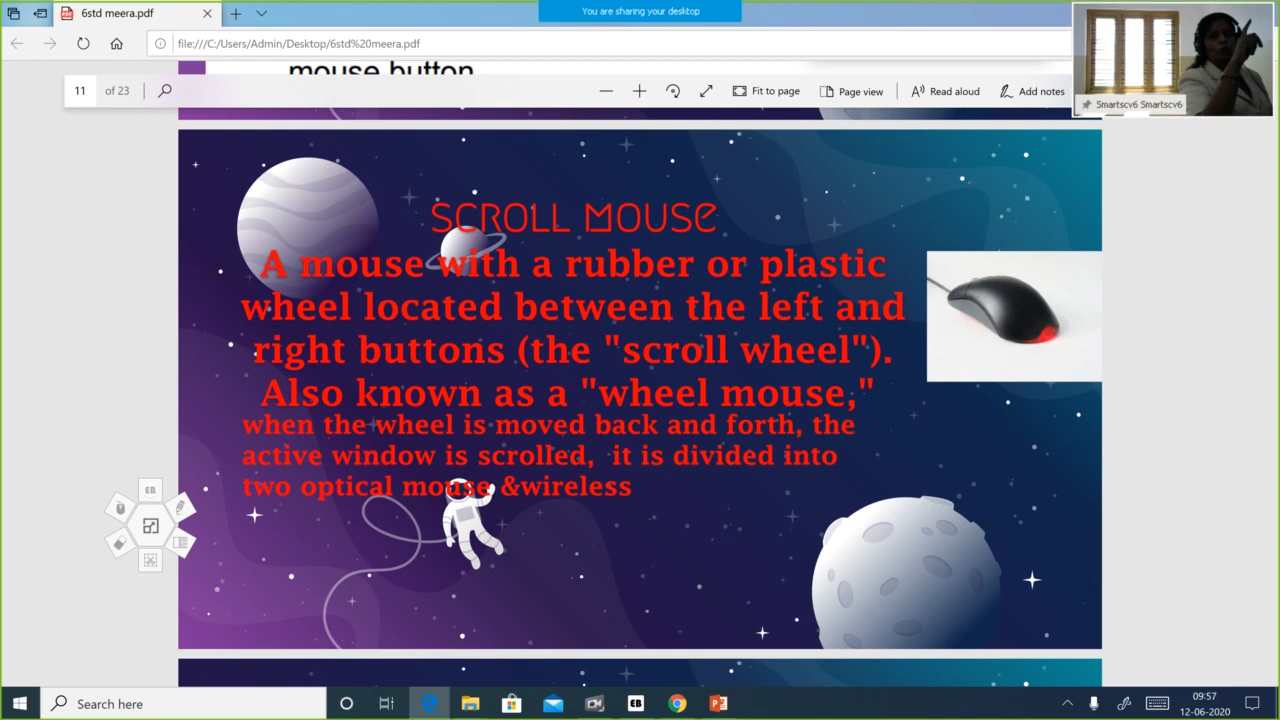 6std meera.pdf
You are sharing your desktop
file:///C:/Users/Admin/Desktop/6std%20meera.pdf
mouse button
11 of 23
Fit to page
Page view
Read aloud
Add notes
Smartscv6 Smartscv6
SCROLL MOUSE
A mouse with a rubber or plastic
wheel located between the left and
right buttons (the "scroll wheel").
Also known as a "wheel mouse,"
when the wheel is moved back and forth, the
active window is scrolled, it is divided into
two optical mouse &wireless
EB
Search here
EB
09:57
12-06-2020